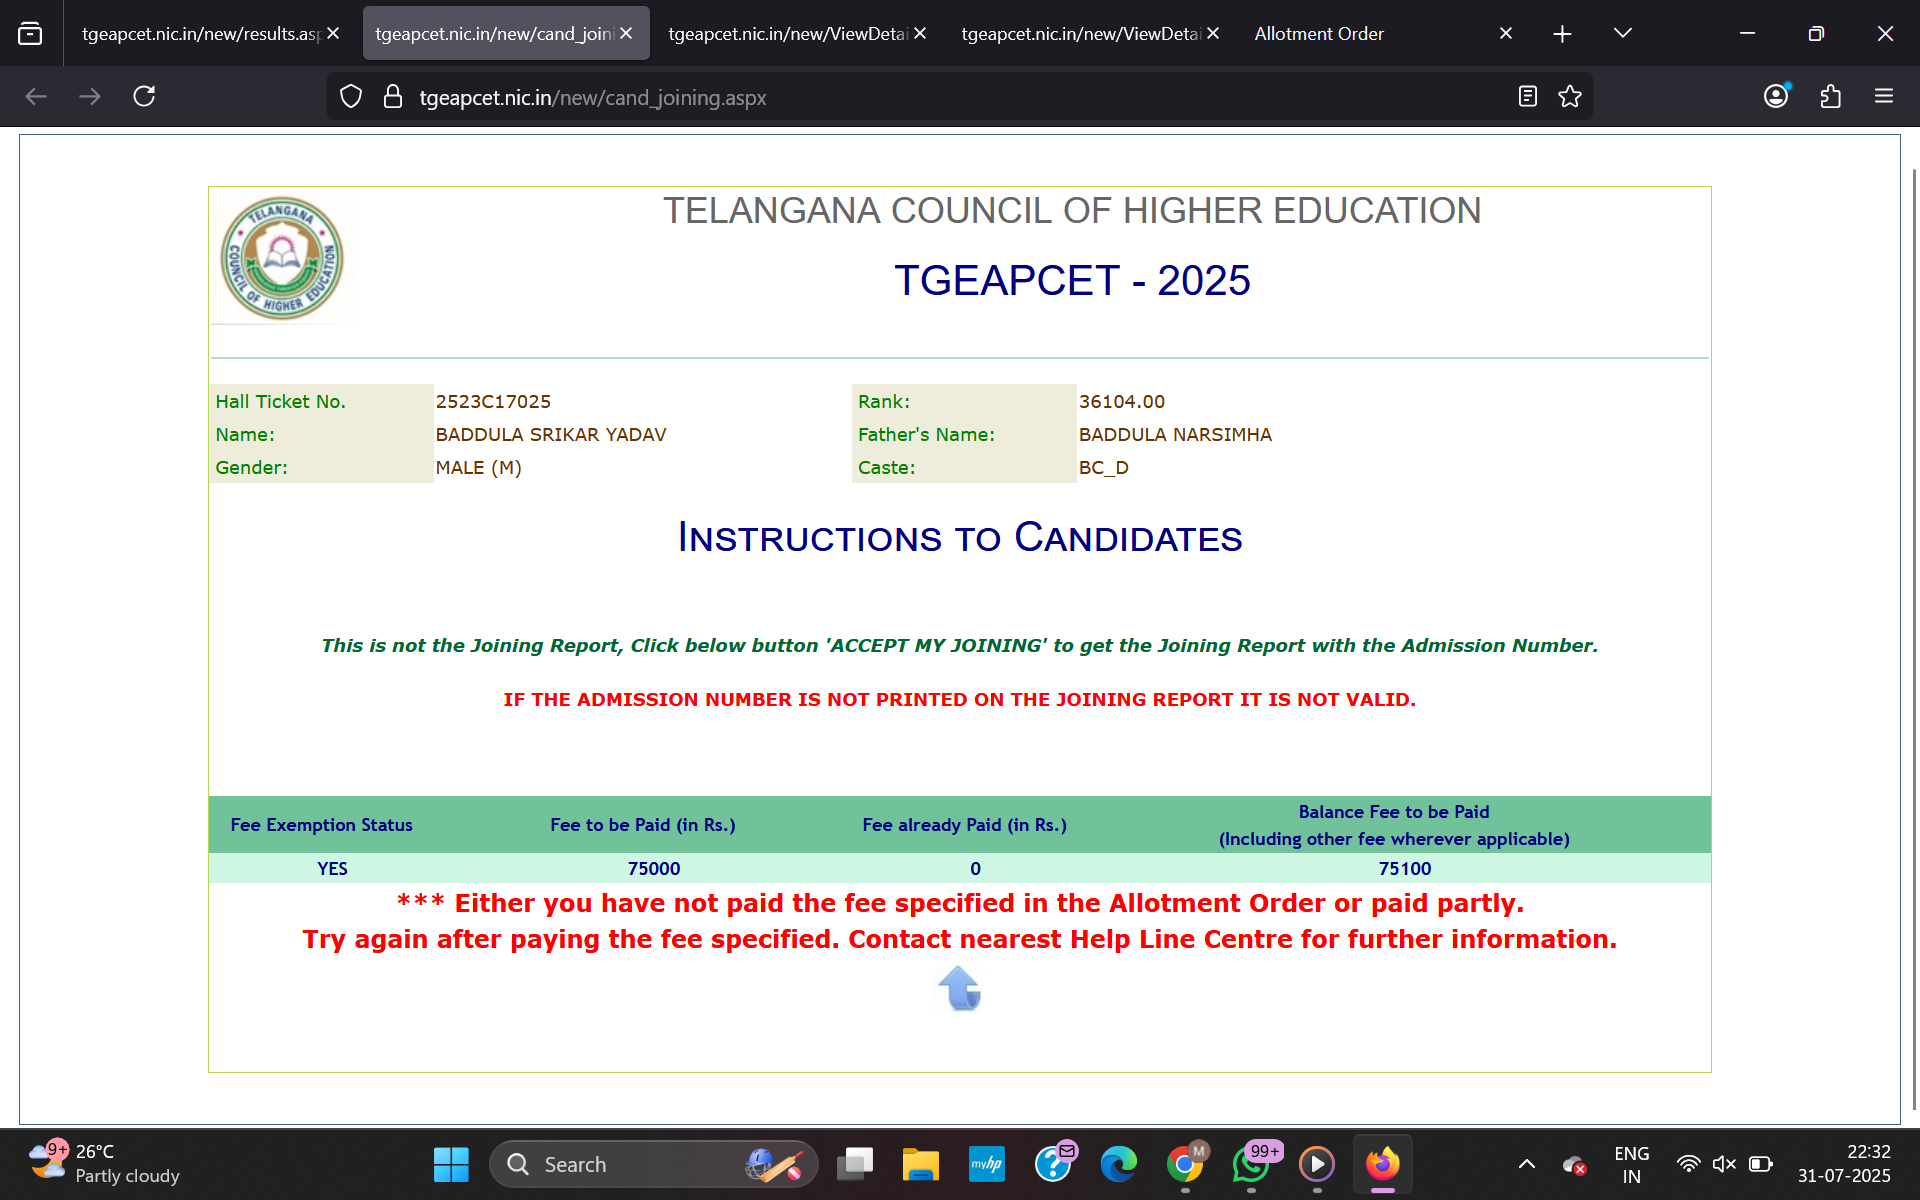 tgeapcet.nic.in/new/results.asp
tgeapcet.nic.in/new/cand_joini
tgeapcet.nic.in/new/ViewDetai
tgeapcet.nic.in/new/ViewDetai
Allotment Order
tgeapcet.nic.in/new/cand_joining.aspx
TELANGANA
COUNCIL OF HIGHER EDUCATION
TELANGANA COUNCIL OF HIGHER EDUCATION
TGEAPCET - 2025
Hall Ticket No. 2523C17025 Rank: 36104.00
Name: BADDULA SRIKAR YADAV Father's Name: BADDULA NARSIMHA
Gender: MALE (M) Caste: BC_D
INSTRUCTIONS TO CANDIDATES
This is not the Joining Report, Click below button 'ACCEPT MY JOINING' to get the Joining Report with the Admission Number.
IF THE ADMISSION NUMBER IS NOT PRINTED ON THE JOINING REPORT IT IS NOT VALID.
Fee Exemption Status Fee to be Paid (in Rs.) Fee already Paid (in Rs.) Balance Fee to be Paid
(Including other fee wherever applicable)
YES 75000 0 75100
*** Either you have not paid the fee specified in the Allotment Order or paid partly.
Try again after paying the fee specified. Contact nearest Help Line Centre for further information.
9+
26°C
Partly cloudy
Search
myhp
M
99+
ENG
IN
22:32
31-07-2025